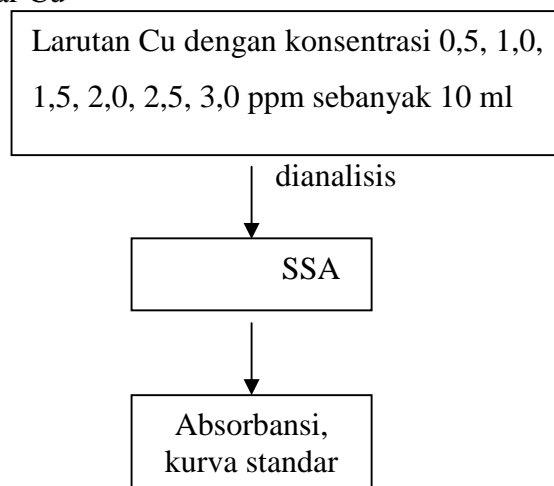 Cu
Larutan Cu dengan konsentrasi 0,5, 1,0,
1,5, 2,0, 2,5, 3,0 ppm sebanyak 10 ml
dianalisis
SSA
Absorbansi,
kurva standar